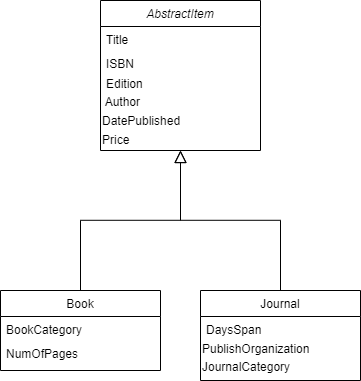 AbstractItem
Title
ISBN
Edition
Author
DatePublished
Price
Book
BookCategory
NumOfPages
Journal
DaysSpan
PublishOrganization
JournalCategory